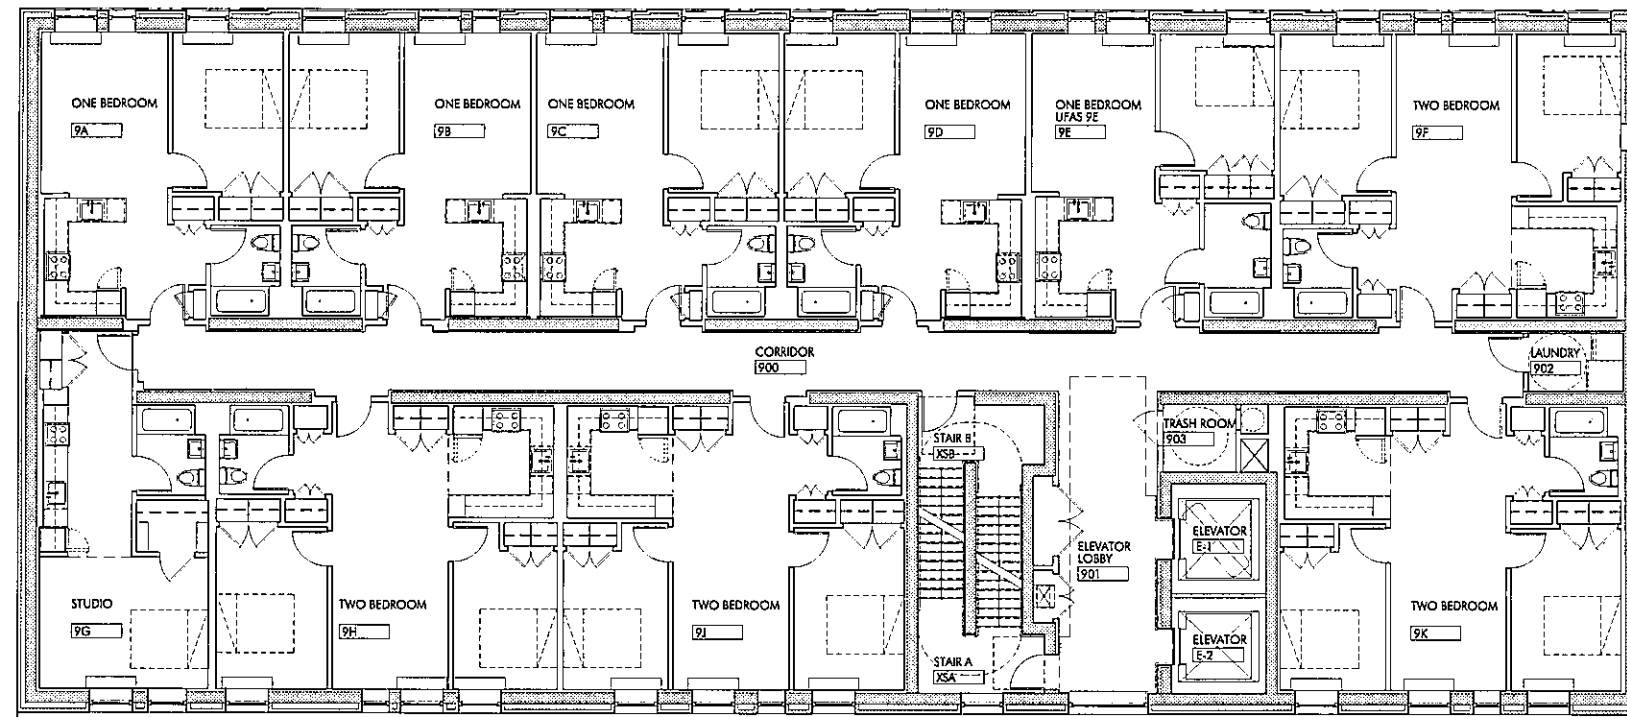 ONE BEDROOM
9A
ONE BEDROOM
9B
ONE BEDROOM
9C
ONE BEDROOM
9D
ONE BEDROOM
UFAS 9E
9E
TWO BEDROOM
9F
CORRIDOR
900
LAUNDRY
902
STAIR B
XSB
TRASH ROOM
903
ELEVATOR
E-1
ELEVATOR
LOBBY
901
STUDIO
9G
TWO BEDROOM
9H
TWO BEDROOM
9J
TWO BEDROOM
9K
ELEVATOR
E-2
STAIR A
XSA